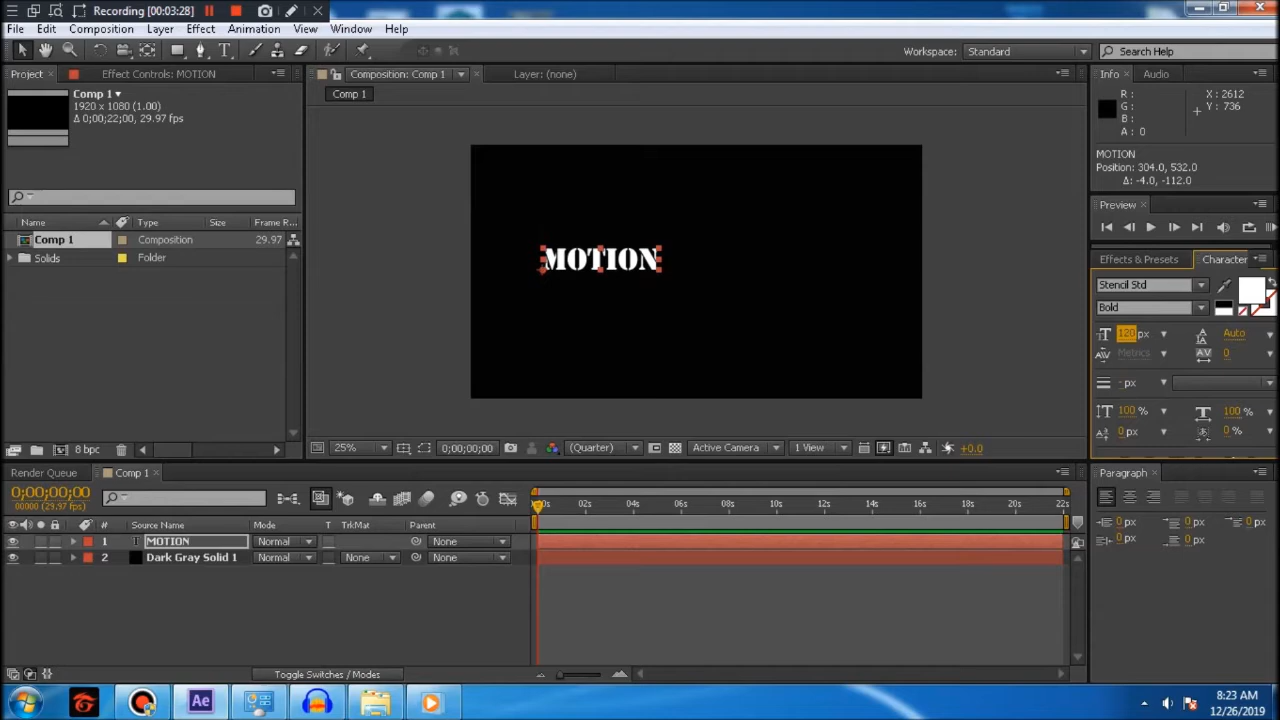 Recording [00:03:28]
File Edit Composition Layer Effect Animation View Window Help
Workspace: Standard Search Help
Project Effect Controls: MOTION Composition: Comp 1 Layer: (none) Info Audio
Comp 1
1920 x 1080 (1.00)
Δ 0;00;22;00, 29.97 fps
Comp 1
R :
G :
B :
A : 0
X : 2612
Y : 736
MOTION
Position: 304.0, 532.0
Δ: -4.0, -112.0
Preview
Name Type Size Frame R...
Comp 1 Composition 29.97
Solids Folder
MOTION
Effects & Presets Character
Stencil Std
Bold
120 px Auto
Metrics 0
- px
100 % 100 %
0 px 0 %
8 bpc
25% 0;00;00;00 (Quarter) Active Camera 1 View +0.0
Render Queue Comp 1
0;00;00;00
00000 (29.97 fps)
02s 04s 06s 08s 10s 12s 14s 16s 18s 20s 22s
Source Name Mode T TrkMat Parent
1 T MOTION Normal None
2 Dark Gray Solid 1 Normal None None
Paragraph
0 px 0 px 0 px
0 px 0 px
Toggle Switches / Modes
Ae
8:23 AM
12/26/2019